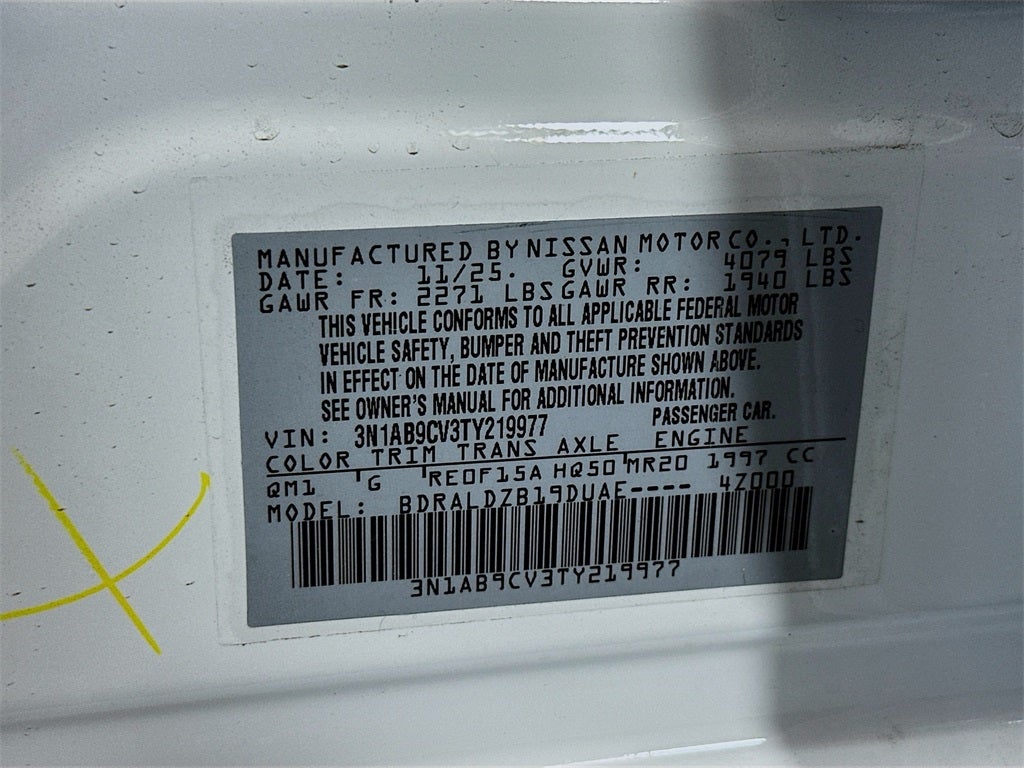 MANUFACTURED BY NISSAN MOTOR CO., LTD.
DATE: 11/25. GVWR: 4079 LBS
GAWR FR: 2271 LBS GAWR RR: 1940 LBS
THIS VEHICLE CONFORMS TO ALL APPLICABLE FEDERAL MOTOR
VEHICLE SAFETY, BUMPER AND THEFT PREVENTION STANDARDS
IN EFFECT ON THE DATE OF MANUFACTURE SHOWN ABOVE.
SEE OWNER'S MANUAL FOR ADDITIONAL INFORMATION.
VIN: 3N1AB9CV3TY219977 PASSENGER CAR.
COLOR TRIM TRANS AXLE ENGINE
QM1 G RE0F15A HQ50 MR20 1997 CC
MODEL: BDRALDZB19DUAE---- 4Z000
3N1AB9CV3TY219977